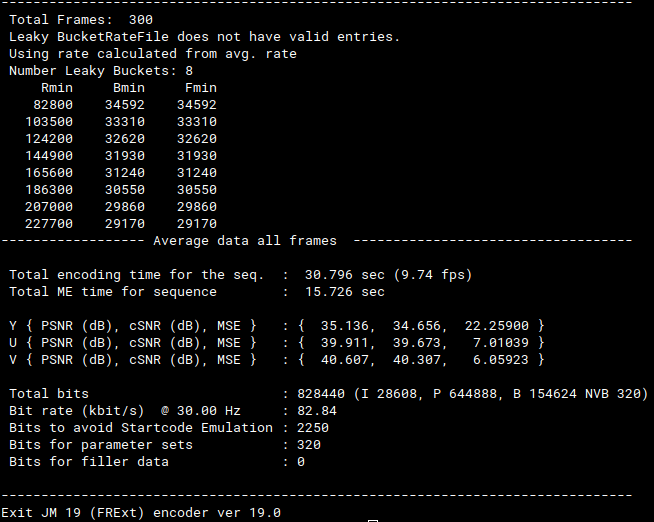 --------------------------------------------------------------------------
Total Frames:  300
Leaky BucketRateFile does not have valid entries.
Using rate calculated from avg. rate
Number Leaky Buckets: 8
    Rmin     Bmin     Fmin
   82800    34592    34592
  103500    33310    33310
  124200    32620    32620
  144900    31930    31930
  165600    31240    31240
  186300    30550    30550
  207000    29860    29860
  227700    29170    29170
------------------ Average data all frames  ---------------------------------
Total encoding time for the seq.  :  30.796 sec (9.74 fps)
Total ME time for sequence        :  15.726 sec
Y { PSNR (dB), cSNR (dB), MSE }   : {  35.136,  34.656,  22.25900 }
U { PSNR (dB), cSNR (dB), MSE }   : {  39.911,  39.673,   7.01039 }
V { PSNR (dB), cSNR (dB), MSE }   : {  40.607,  40.307,   6.05923 }
Total bits                        : 828440 (I 28608, P 644888, B 154624 NVB 320)
Bit rate (kbit/s)  @ 30.00 Hz     : 82.84
Bits to avoid Startcode Emulation : 2250
Bits for parameter sets           : 320
Bits for filler data              : 0
--------------------------------------------------------------------------
Exit JM 19 (FRExt) encoder ver 19.0